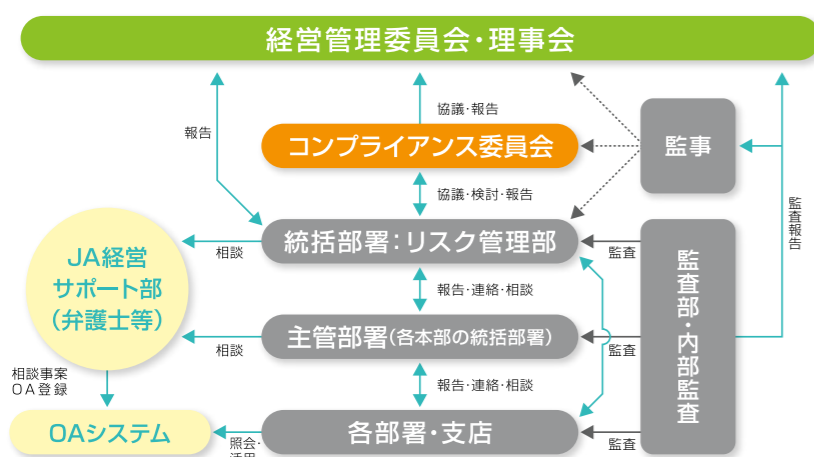 経営管理委員会・理事会
報告
協議・報告
コンプライアンス委員会
監事
協議・検討・報告
監査報告
JA経営
サポート部
(弁護士等)
相談
統括部署:リスク管理部
監査
監査部・内部監査
報告・連絡・相談
相談
主管部署(各本部の統括部署)
監査
相談事案
OA登録
報告・連絡・相談
OAシステム
照会・
活用
各部署・支店
監査